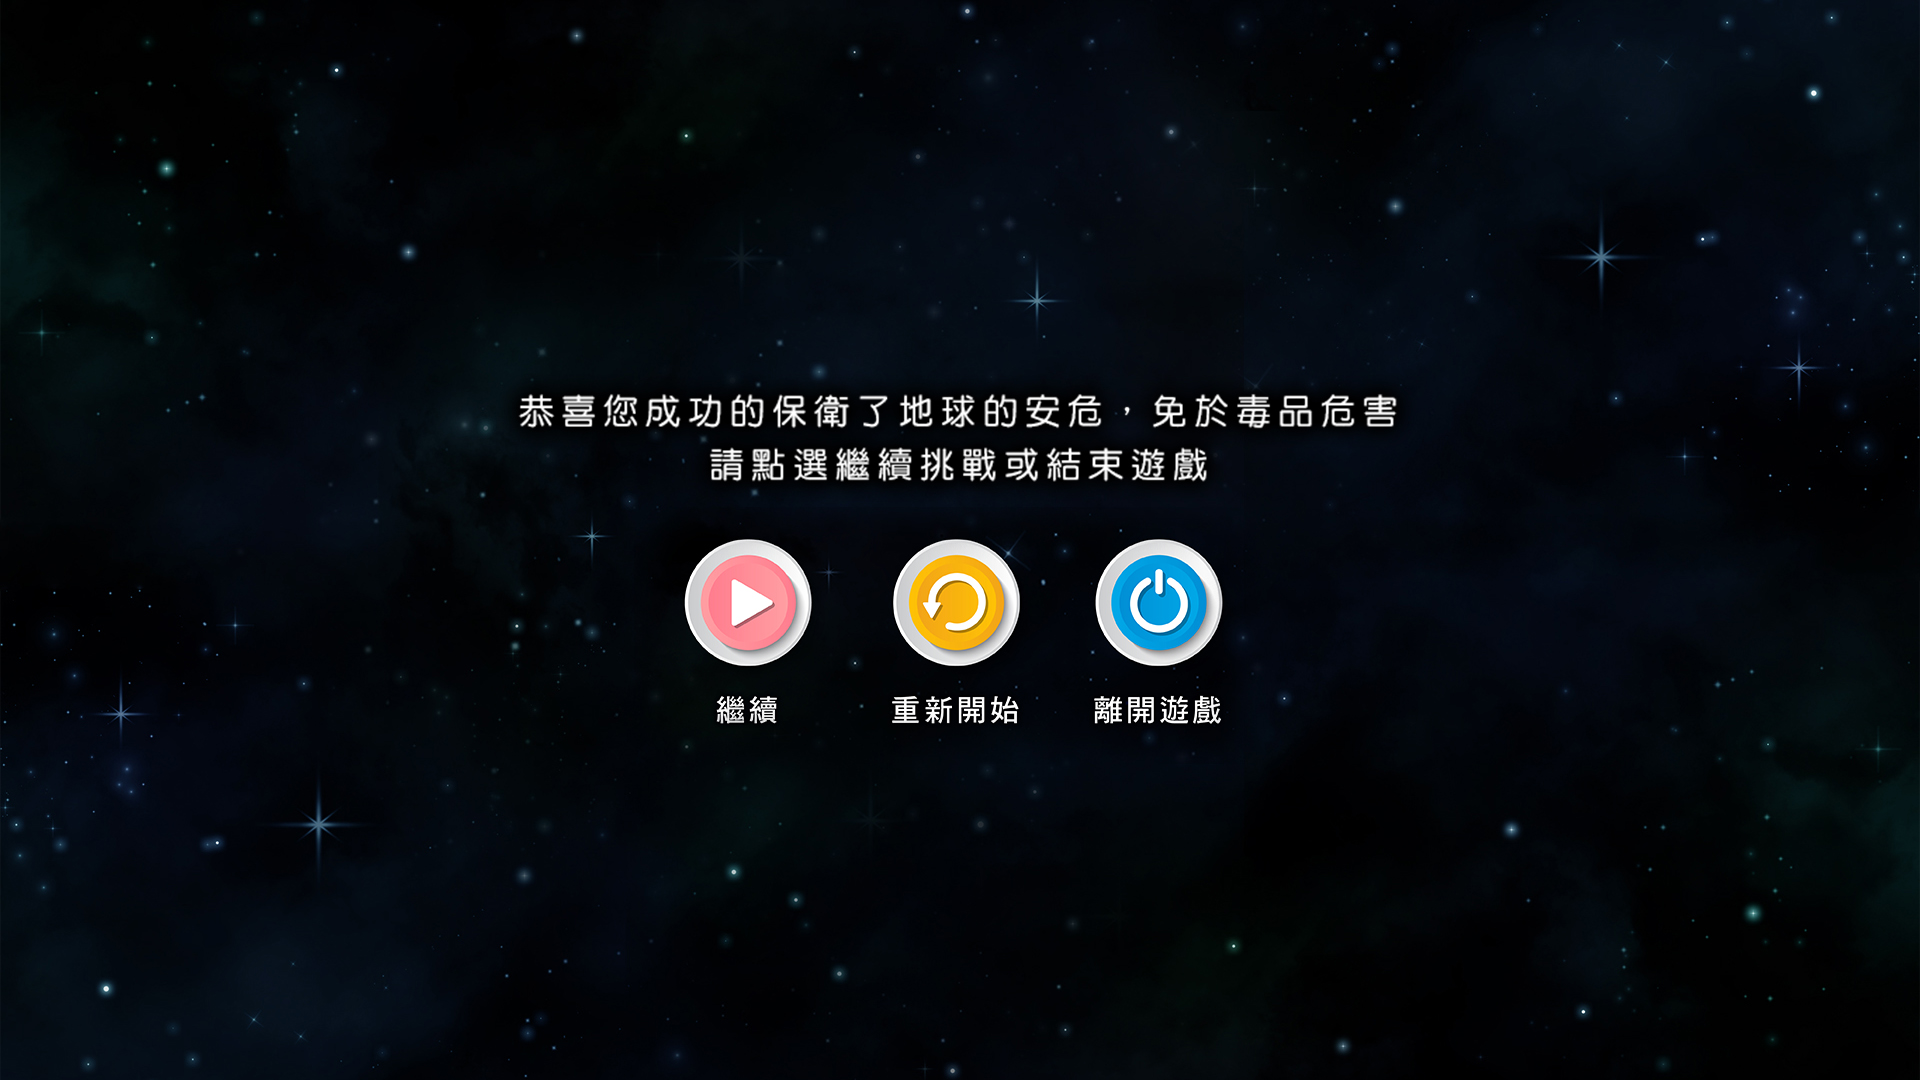 恭喜您成功的保衛了地球的安危，免於毒品危害
請點選繼續挑戰或結束遊戲
繼續
重新開始
離開遊戲